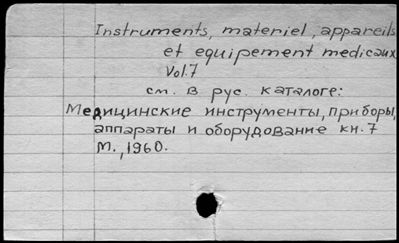 Instruments, materiel, appareils
et equipement medicaux
Vol.7
см. в рус. каталоге:
Медицинские инструменты, приборы,
аппараты и оборудование кн. 7
М., 1960.